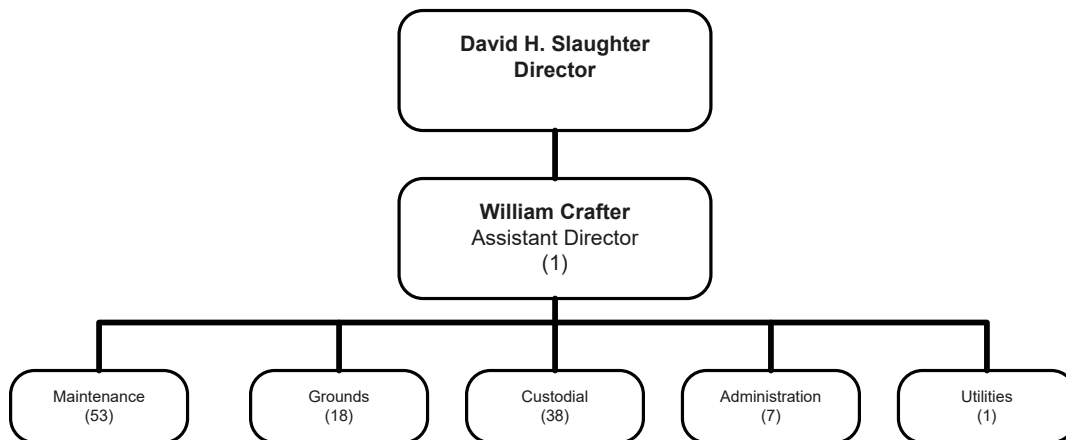 David H. Slaughter
Director
William Crafter
Assistant Director
(1)
Maintenance
(53)
Grounds
(18)
Custodial
(38)
Administration
(7)
Utilities
(1)